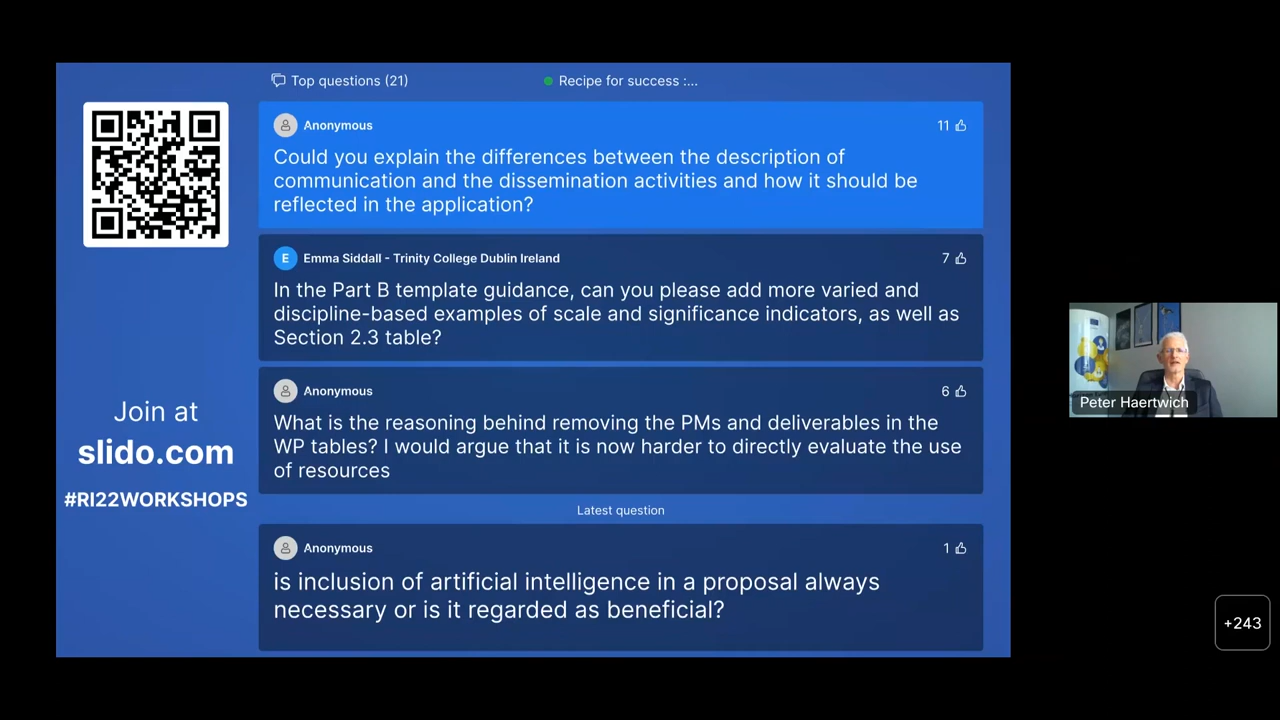 Top questions (21)
Recipe for success :...
Anonymous
11
Could you explain the differences between the description of
communication and the dissemination activities and how it should be
reflected in the application?
E
Emma Siddall - Trinity College Dublin Ireland
7
In the Part B template guidance, can you please add more varied and
discipline-based examples of scale and significance indicators, as well as
Section 2.3 table?
Anonymous
6
What is the reasoning behind removing the PMs and deliverables in the
WP tables? I would argue that it is now harder to directly evaluate the use
of resources
Latest question
Anonymous
1
is inclusion of artificial intelligence in a proposal always
necessary or is it regarded as beneficial?
Join at
slido.com
#RI22WORKSHOPS
Peter Haertwich
+243